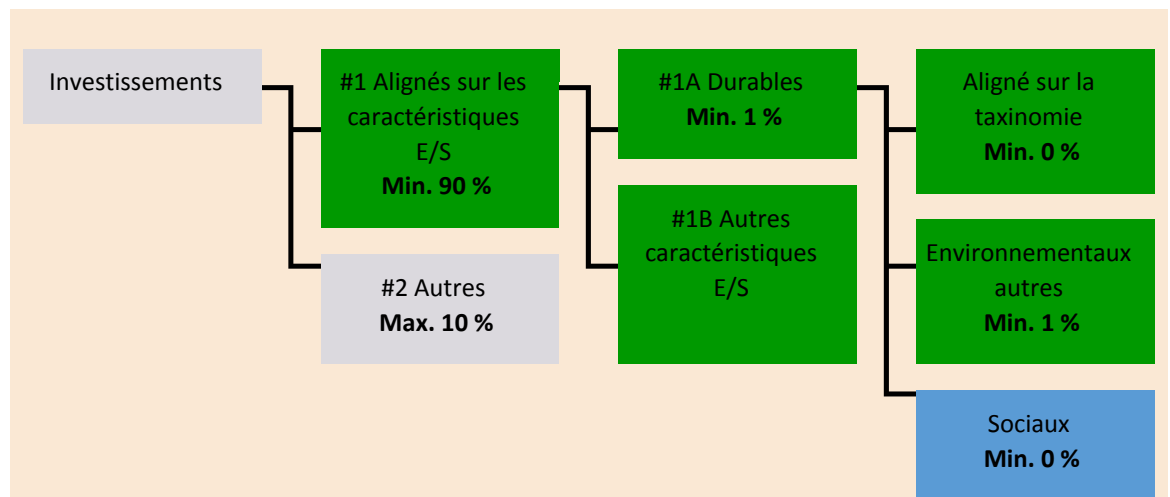 Investissements
#1 Alignés sur les
caractéristiques
E/S
Min. 90 %
#2 Autres
Max. 10 %
#1A Durables
Min. 1 %
#1B Autres
caractéristiques
E/S
Aligné sur la
taxinomie
Min. 0 %
Environnementaux
autres
Min. 1 %
Sociaux
Min. 0 %